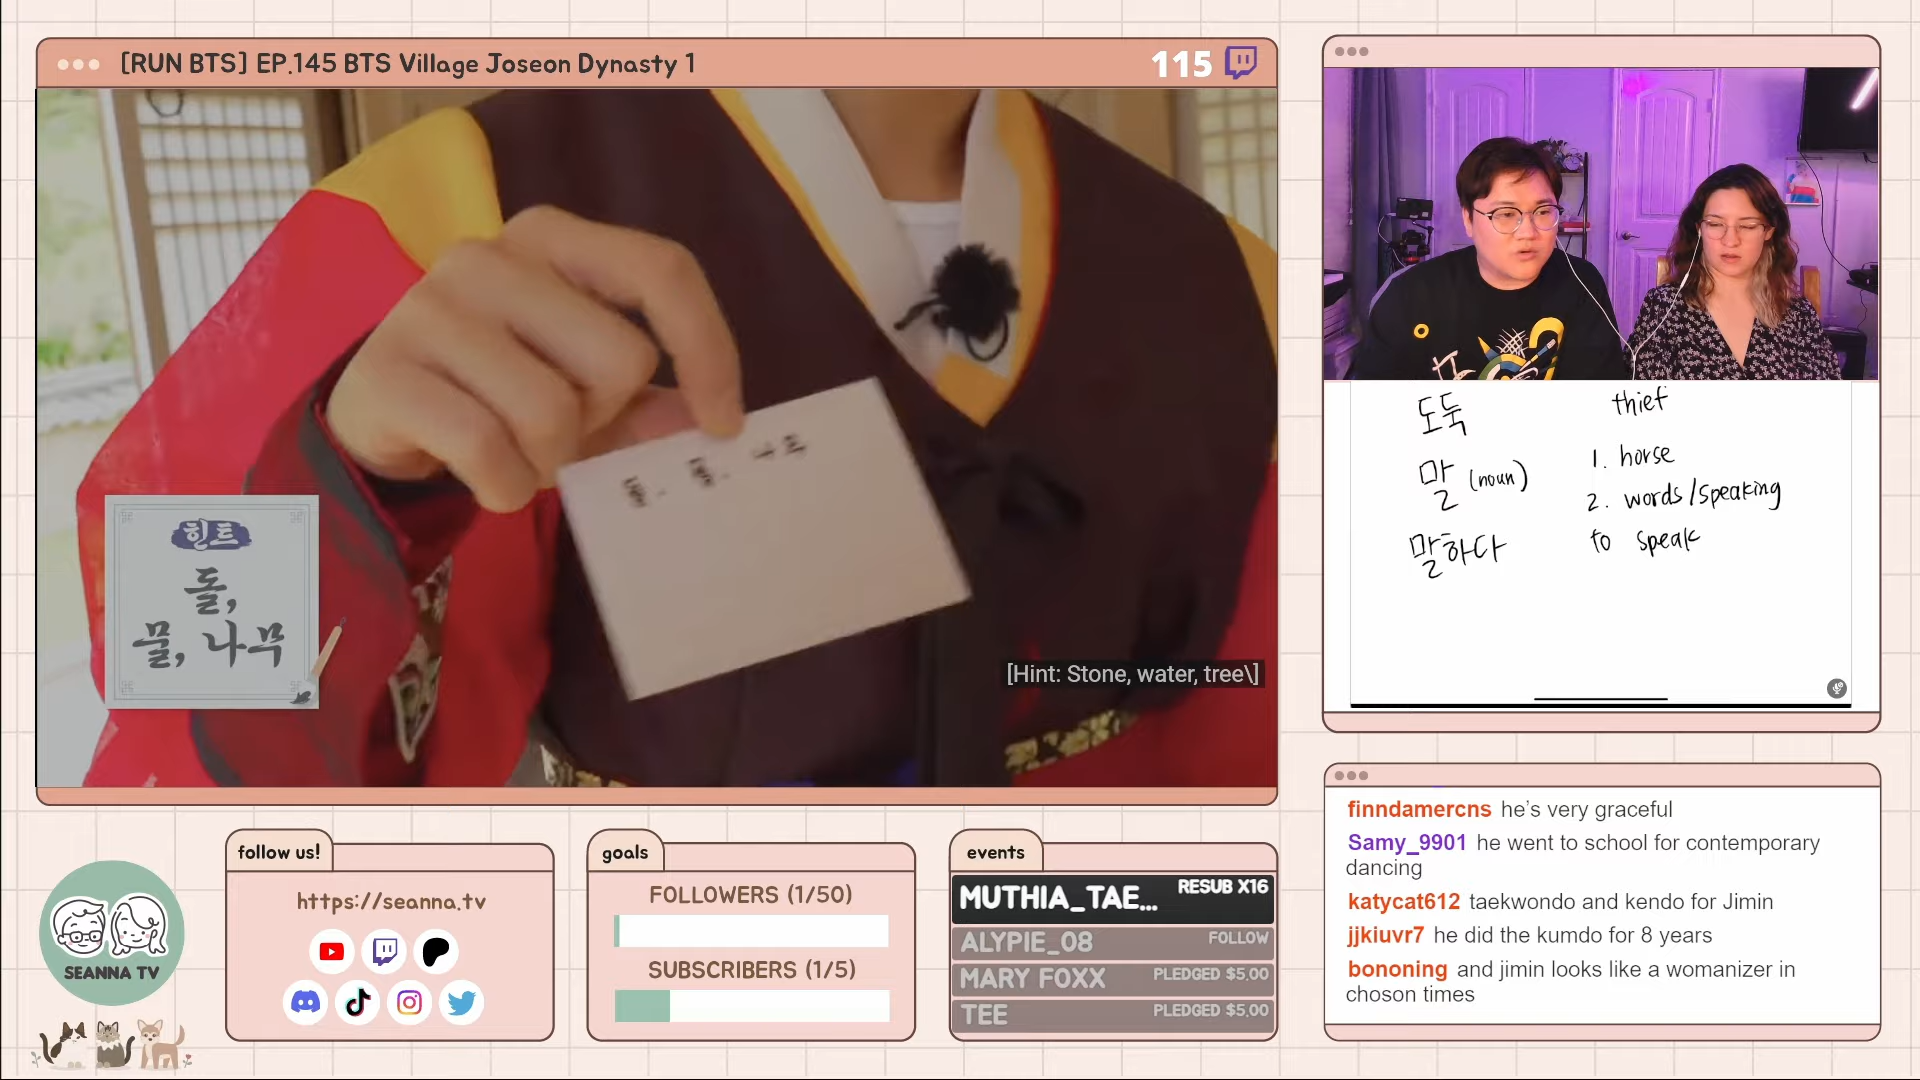 [RUN BTS] EP.145 BTS Village Joseon Dynasty 1
115
힌트
돌,
물, 나무
돌. 물. 나무
[Hint: Stone, water, tree\]
도둑 thief
말 (noun) 1. horse
2. words/speaking
말하다 to speak
follow us!
https://seanna.tv
SEANNA TV
goals
FOLLOWERS (1/50)
SUBSCRIBERS (1/5)
events
MUTHIA_TAE... RESUB X16
ALYPIE_08 FOLLOW
MARY FOXX PLEDGED $5.00
TEE PLEDGED $5.00
finndamercns he's very graceful
Samy_9901 he went to school for contemporary
dancing
katycat612 taekwondo and kendo for Jimin
jjkiuvr7 he did the kumdo for 8 years
bononing and jimin looks like a womanizer in
choson times